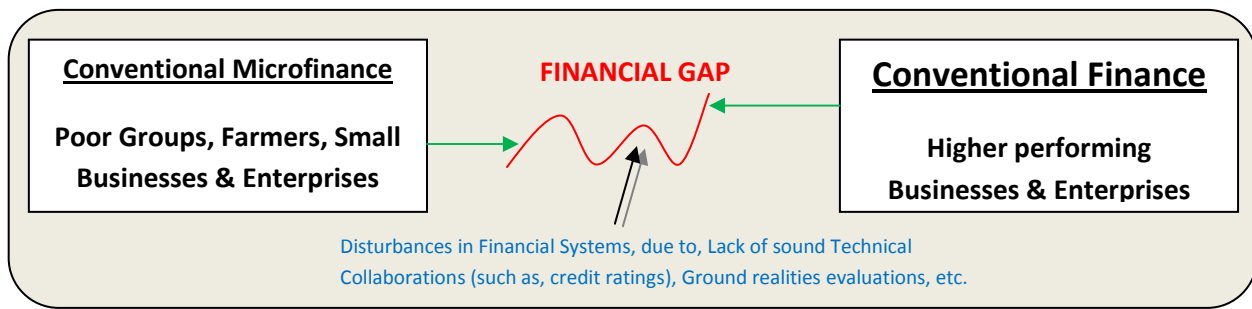 Conventional Microfinance
Poor Groups, Farmers, Small
Businesses & Enterprises
FINANCIAL GAP
Conventional Finance
Higher performing
Businesses & Enterprises
Disturbances in Financial Systems, due to, Lack of sound Technical
Collaborations (such as, credit ratings), Ground realities evaluations, etc.